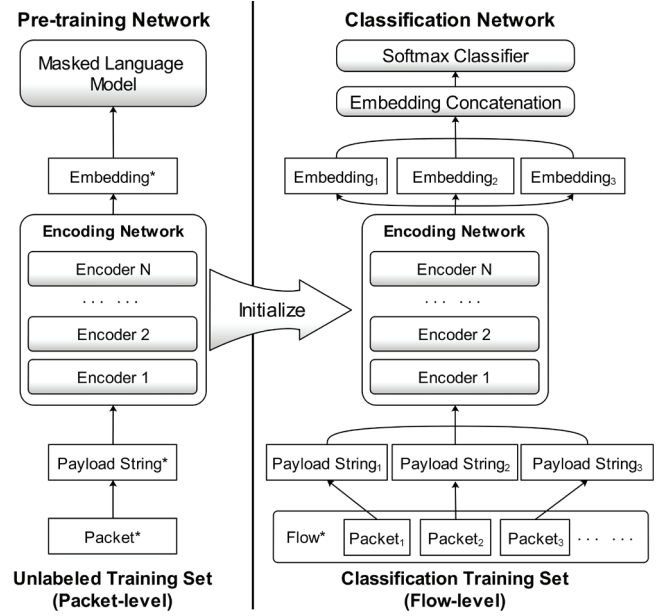 Pre-training Network
Masked Language
Model
Embedding*
Encoding Network
Encoder N
... ...
Encoder 2
Encoder 1
Payload String*
Packet*
Unlabeled Training Set
(Packet-level)
Initialize
Classification Network
Softmax Classifier
Embedding Concatenation
Embedding₁ Embedding₂ Embedding₃
Encoding Network
Encoder N
... ...
Encoder 2
Encoder 1
Payload String₁ Payload String₂ Payload String₃
Flow* Packet₁ Packet₂ Packet₃ ... ...
Classification Training Set
(Flow-level)